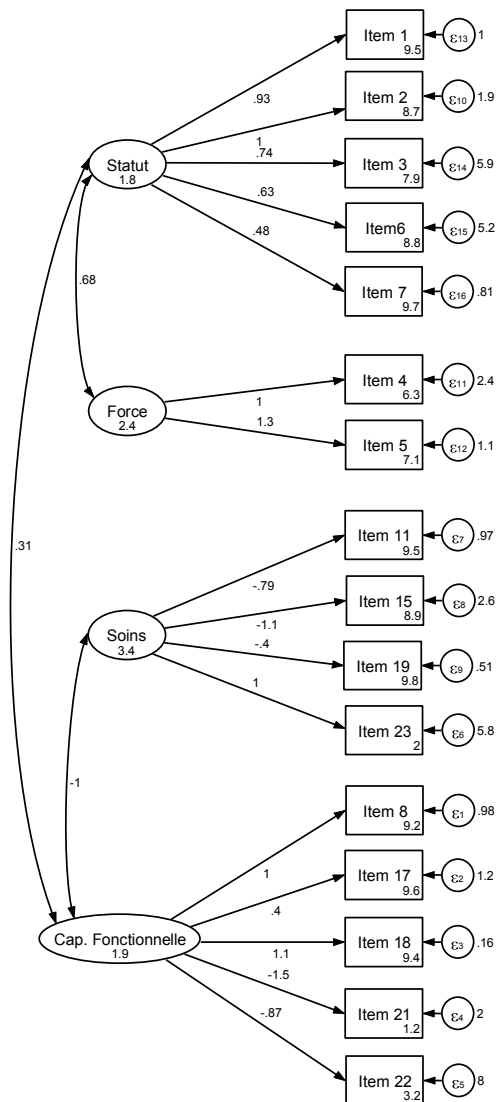 Item 1
9.5
ε13
1
.93
Item 2
8.7
ε10
1.9
1
.74
Item 3
7.9
ε14
5.9
Statut
1.8
.63
Item6
8.8
ε15
5.2
.48
Item 7
9.7
ε16
.81
.68
Item 4
6.3
ε11
2.4
1
Force
2.4
1.3
Item 5
7.1
ε12
1.1
.31
Item 11
9.5
ε7
.97
-.79
Item 15
8.9
ε8
2.6
-1.1
Soins
3.4
-.4
Item 19
9.8
ε9
.51
1
Item 23
2
ε6
5.8
-1
Item 8
9.2
ε1
.98
1
Item 17
9.6
ε2
1.2
.4
Cap. Fonctionnelle
1.9
1.1
Item 18
9.4
ε3
.16
-1.5
Item 21
1.2
ε4
2
-.87
Item 22
3.2
ε5
8